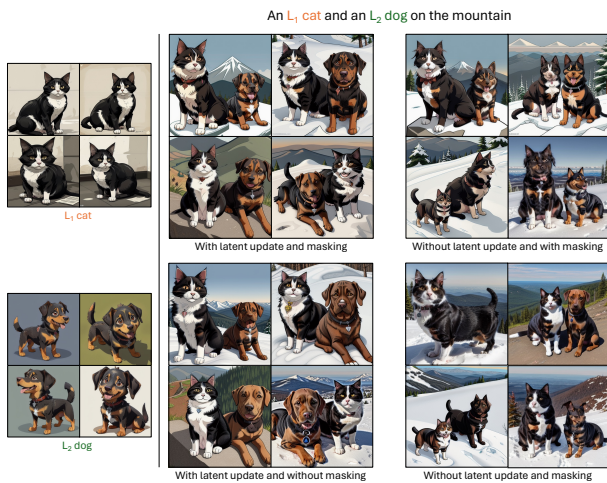 An L₁ cat and an L₂ dog on the mountain
L₁ cat
With latent update and masking
Without latent update and with masking
L₂ dog
With latent update and without masking
Without latent update and masking